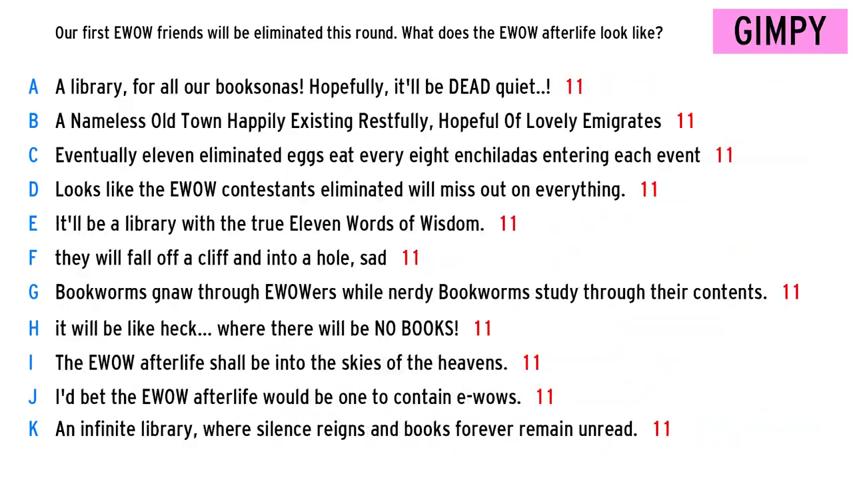 Our first EWOW friends will be eliminated this round. What does the EWOW afterlife look like?
GIMPY
A A library, for all our booksonas! Hopefully, it'll be DEAD quiet..! 11
B A Nameless Old Town Happily Existing Restfully, Hopeful Of Lovely Emigrates 11
C Eventually eleven eliminated eggs eat every eight enchiladas entering each event 11
D Looks like the EWOW contestants eliminated will miss out on everything. 11
E It'll be a library with the true Eleven Words of Wisdom. 11
F they will fall off a cliff and into a hole, sad 11
G Bookworms gnaw through EWOWers while nerdy Bookworms study through their contents. 11
H it will be like heck... where there will be NO BOOKS! 11
I The EWOW afterlife shall be into the skies of the heavens. 11
J I'd bet the EWOW afterlife would be one to contain e-wows. 11
K An infinite library, where silence reigns and books forever remain unread. 11